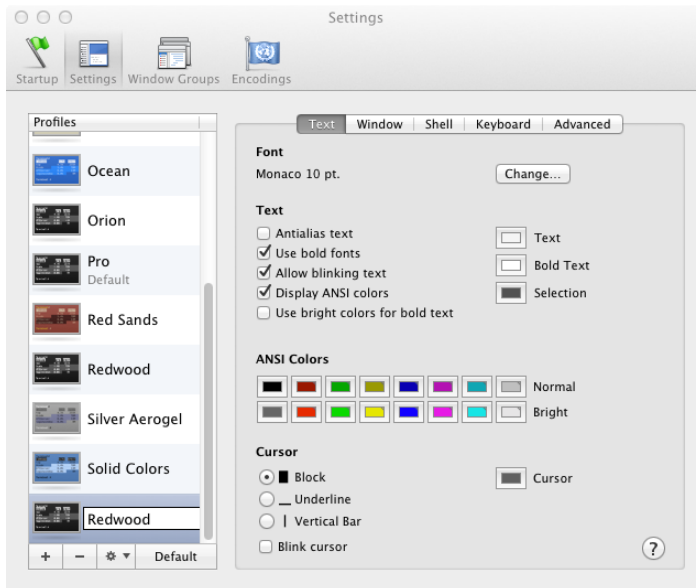 Settings
Startup Settings Window Groups Encodings
Profiles
Ocean
Orion
Pro
Default
Red Sands
Redwood
Silver Aerogel
Solid Colors
Redwood
+ − Default
Text Window Shell Keyboard Advanced
Font
Monaco 10 pt. Change...
Text
Antialias text
Use bold fonts
Allow blinking text
Display ANSI colors
Use bright colors for bold text
Text
Bold Text
Selection
ANSI Colors
Normal
Bright
Cursor
Block
Underline
Vertical Bar
Blink cursor
Cursor
?